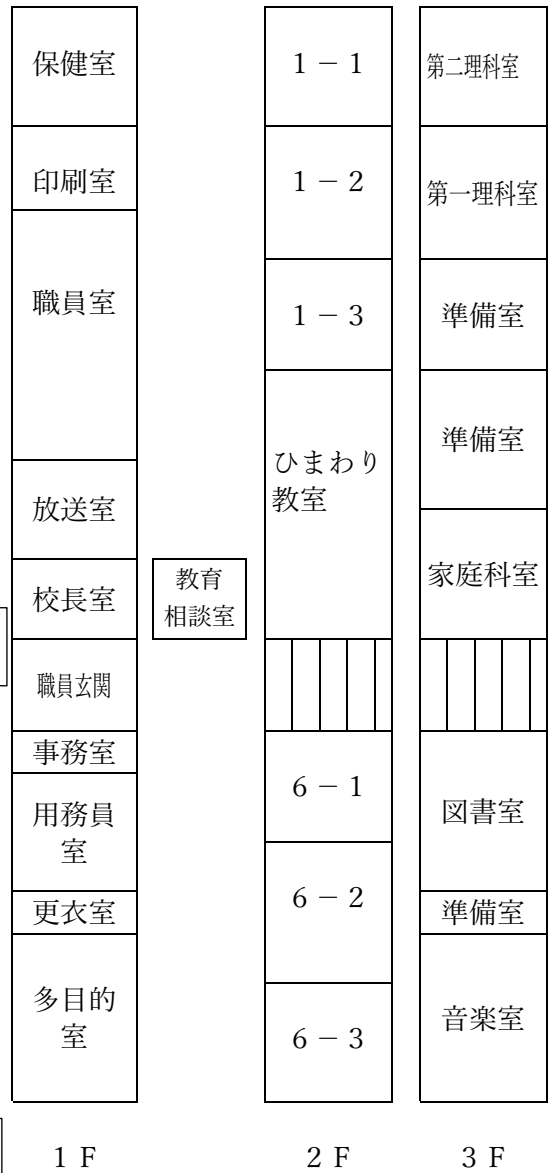 保健室
印刷室
職員室
放送室
校長室
職員玄関
事務室
用務員
室
更衣室
多目的
室
1 F
教育
相談室
1 − 1
1 − 2
1 − 3
ひまわり
教室
6 − 1
6 − 2
6 − 3
2 F
第二理科室
第一理科室
準備室
準備室
家庭科室
図書室
準備室
音楽室
3 F